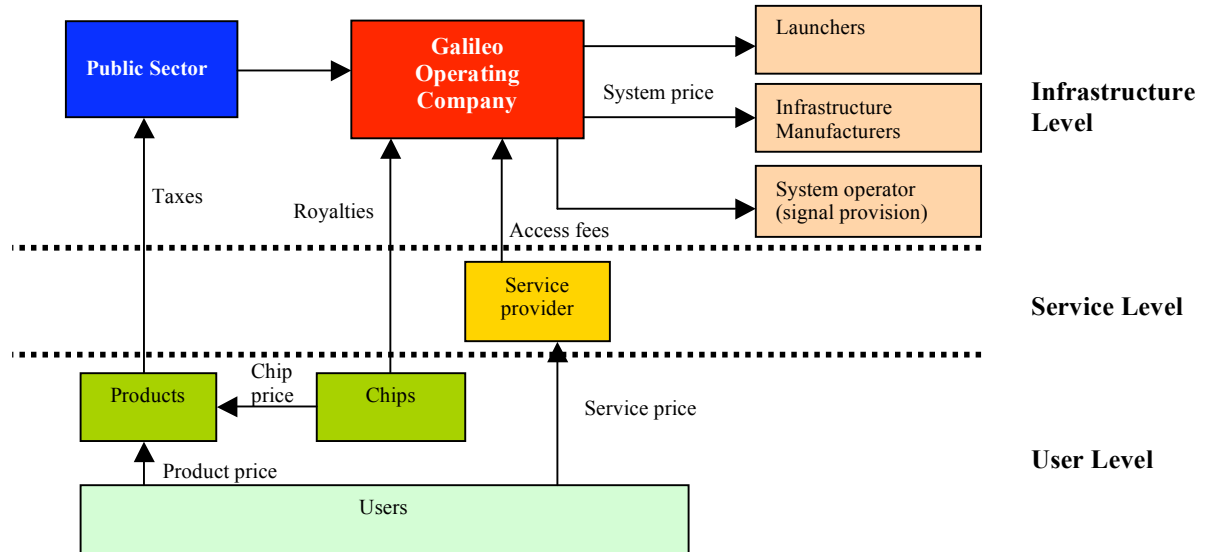 Launchers
Galileo
Operating
Company
Public Sector
System price
Infrastructure
Manufacturers
Infrastructure
Level
Taxes
Royalties
System operator
(signal provision)
Access fees
Service
provider
Service Level
Products
Chip
price
Chips
Service price
Product price
User Level
Users